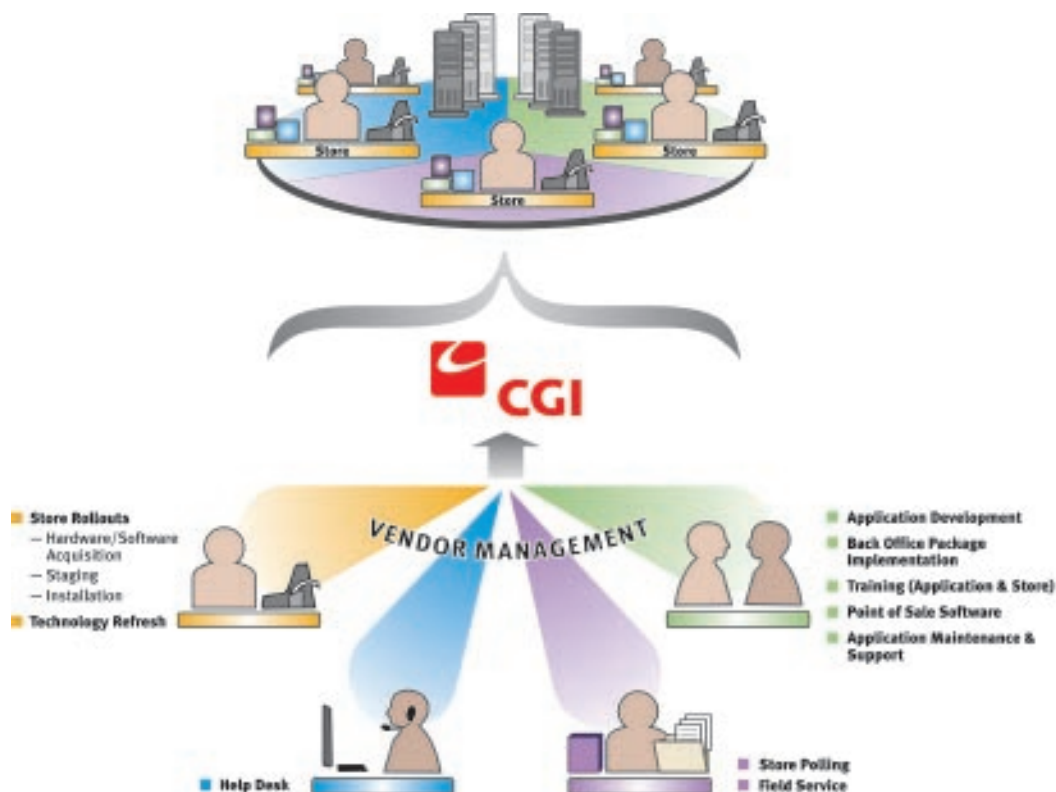 Store
Store
Store
CGI
VENDOR MANAGEMENT
Store Rollouts
— Hardware/Software
Acquisition
— Staging
— Installation
Technology Refresh
Application Development
Back Office Package
Implementation
Training (Application & Store)
Point of Sale Software
Application Maintenance &
Support
Help Desk
Store Polling
Field Service